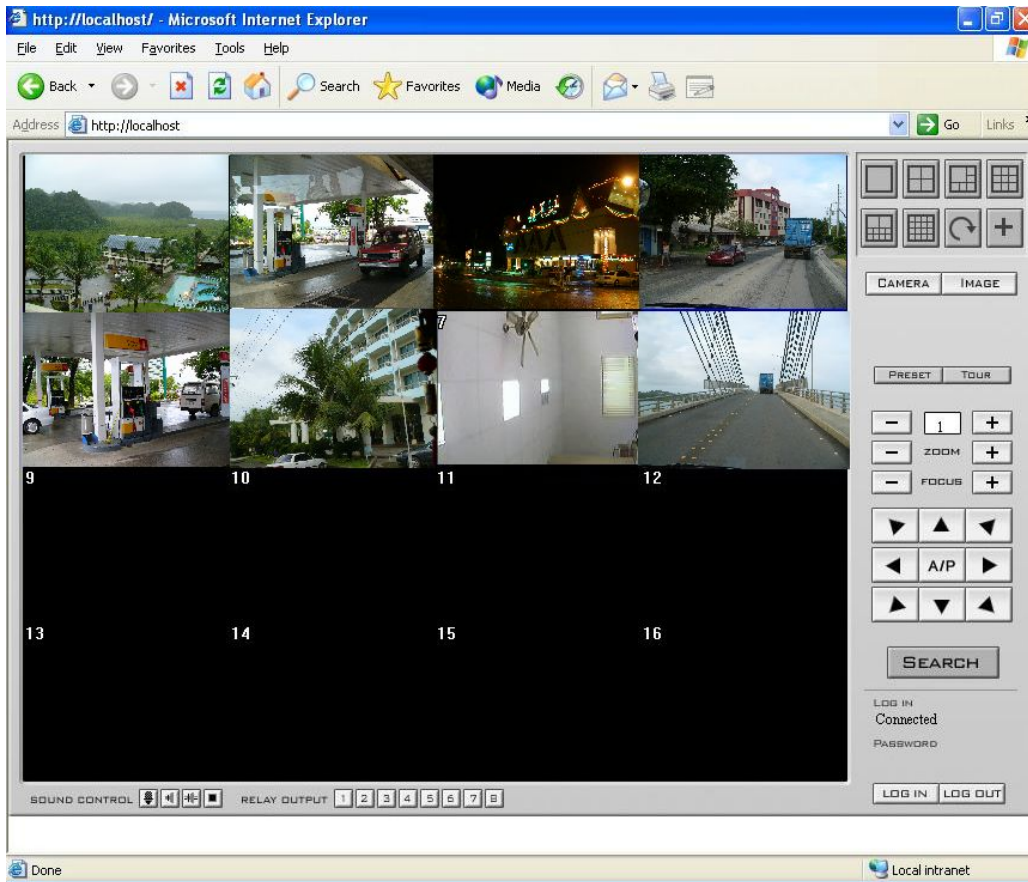 http://localhost/ - Microsoft Internet Explorer
File Edit View Favorites Tools Help
Back Search Favorites Media
Address http://localhost Go Links
CAMERA IMAGE
7
PRESET TOUR
1
ZOOM
FOCUS
9 10 11 12
A/P
13 14 15 16
SEARCH
LOG IN
Connected
PASSWORD
SOUND CONTROL RELAY OUTPUT 1 2 3 4 5 6 7 8 LOG IN LOG OUT
Done Local intranet